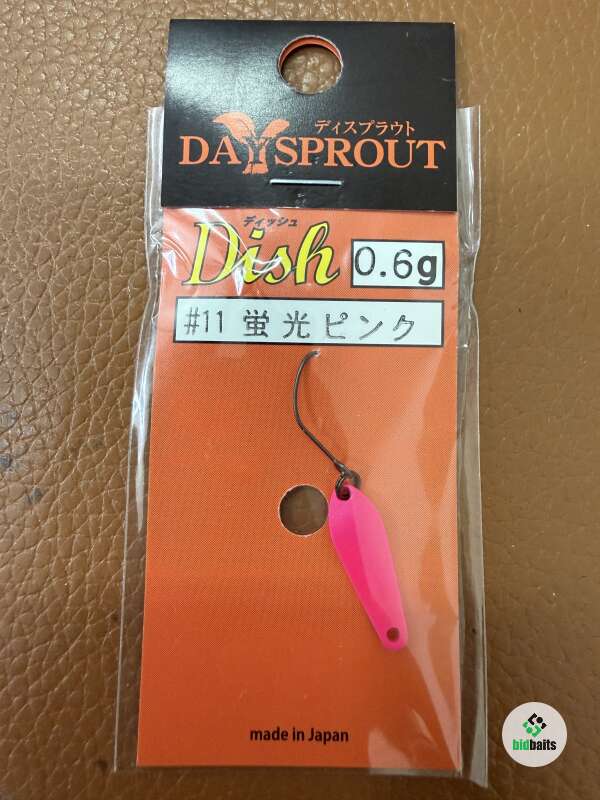 ディスプラウト
DAYSPROUT
ディッシュ
Dish
0.6g
#11 蛍光ピンク
made in Japan
bidbaits